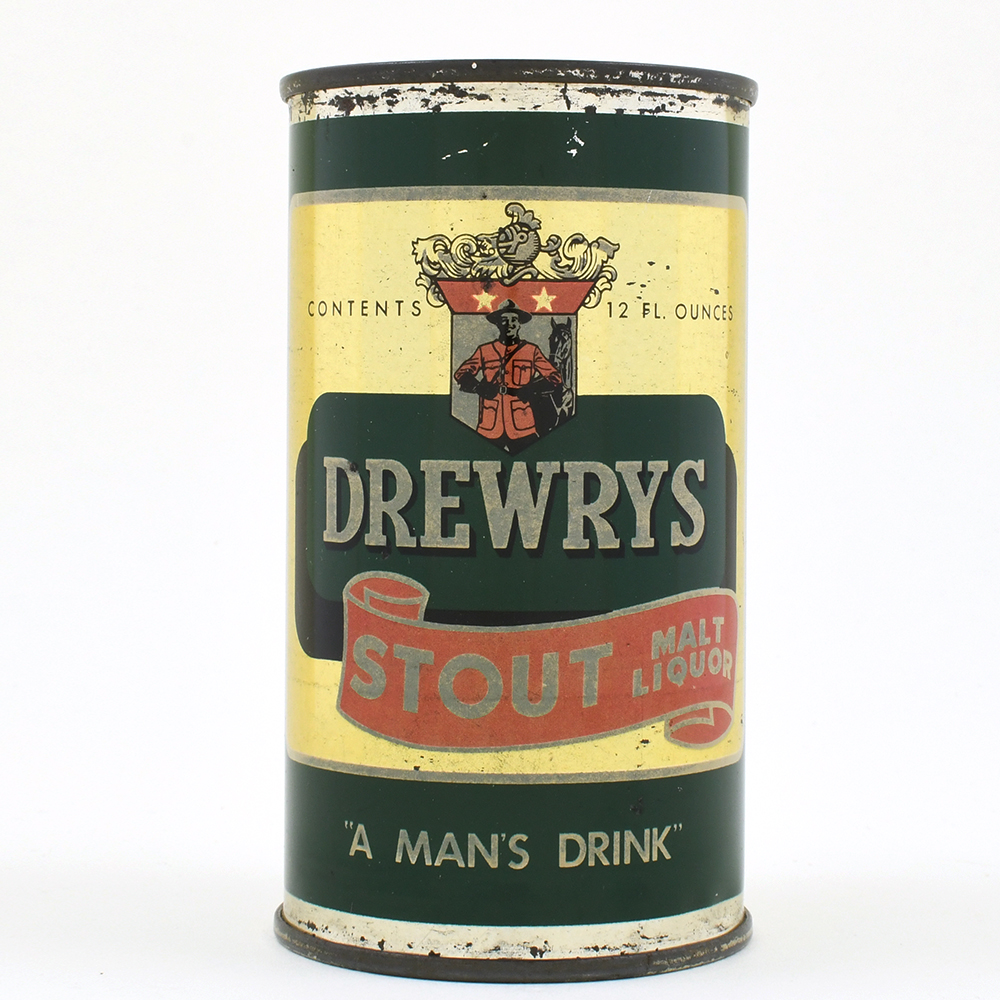 CONTENTS 12 FL. OUNCES
DREWRYS
STOUT MALT LIQUOR
"A MAN'S DRINK"